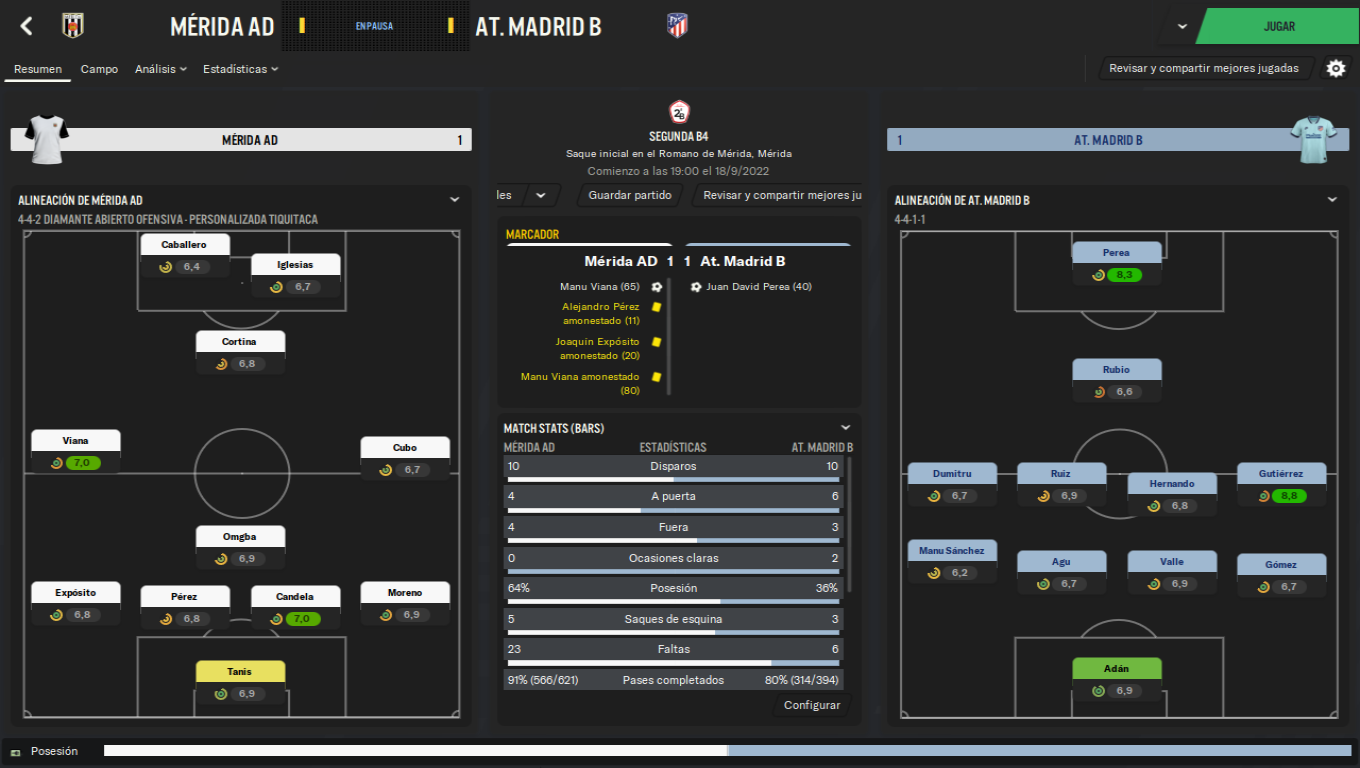 MÉRIDA AD
EN PAUSA
AT. MADRID B
JUGAR
Resumen
Campo
Análisis
Estadísticas
Revisar y compartir mejores jugadas
MÉRIDA AD 1
2ªB
SEGUNDA B4
Saque inicial en el Romano de Mérida, Mérida
Comienzo a las 19:00 el 18/9/2022
1 AT. MADRID B
les
Guardar partido
Revisar y compartir mejores ju
ALINEACIÓN DE MÉRIDA AD
4-4-2 DIAMANTE ABIERTO OFENSIVA - PERSONALIZADA TIQUITACA
Caballero
6,4
Iglesias
6,7
Cortina
6,8
Viana
7,0
Cubo
6,7
Omgba
6,9
Expósito
6,8
Pérez
6,8
Candela
7,0
Moreno
6,9
Tanis
6,9
MARCADOR
Mérida AD 1 1 At. Madrid B
Manu Viana (65)
Juan David Perea (40)
Alejandro Pérez
amonestado (11)
Joaquín Expósito
amonestado (20)
Manu Viana amonestado
(80)
MATCH STATS (BARS)
MÉRIDA AD ESTADÍSTICAS AT. MADRID B
10 Disparos 10
4 A puerta 6
4 Fuera 3
0 Ocasiones claras 2
64% Posesión 36%
5 Saques de esquina 3
23 Faltas 6
91% (566/621) Pases completados 80% (314/394)
Configurar
ALINEACIÓN DE AT. MADRID B
4-4-1-1
Perea
8,3
Rubio
6,6
Dumitru
6,7
Ruiz
6,9
Hernando
6,8
Gutiérrez
8,8
Manu Sánchez
6,2
Agu
6,7
Valle
6,9
Gómez
6,7
Adán
6,9
Posesión